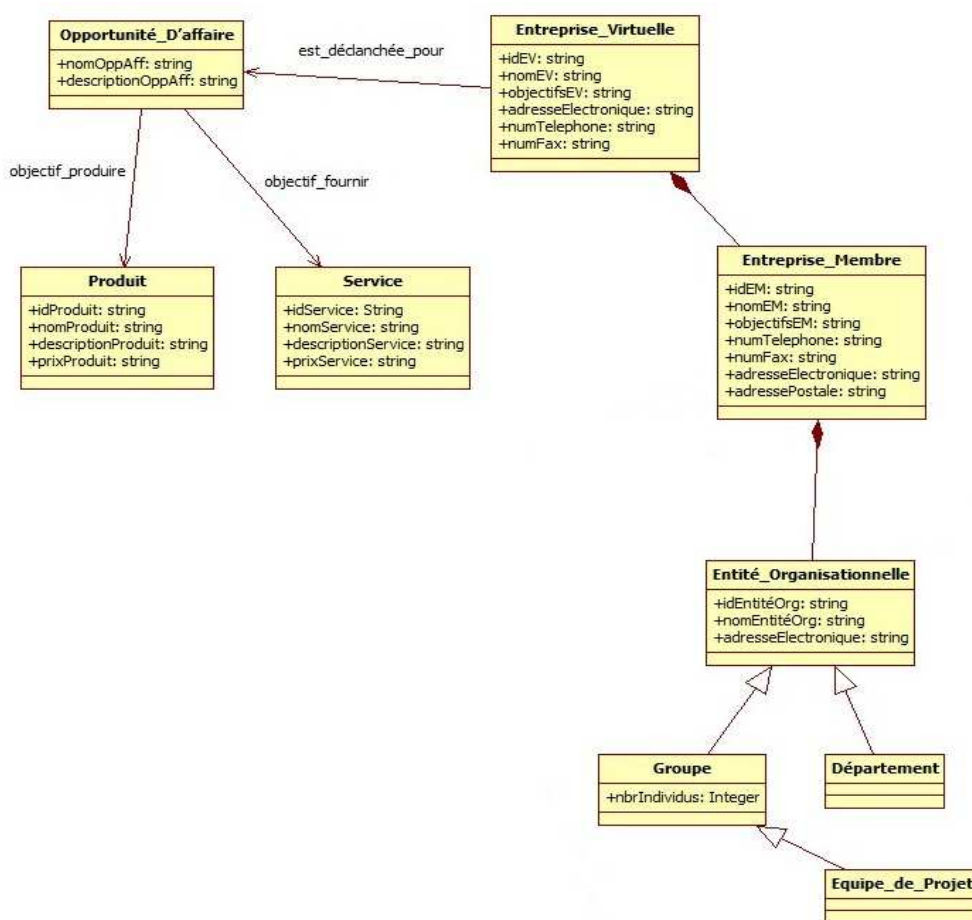 Opportunité_D'affaire
+nomOppAff: string
+descriptionOppAff: string
est_déclanchée_pour
Entreprise_Virtuelle
+idEV: string
+nomEV: string
+objectifsEV: string
+adresseElectronique: string
+numTelephone: string
+numFax: string
objectif_produire
objectif_fournir
Produit
+idProduit: string
+nomProduit: string
+descriptionProduit: string
+prixProduit: string
Service
+idService: String
+nomService: string
+descriptionService: string
+prixService: string
Entreprise_Membre
+idEM: string
+nomEM: string
+objectifsEM: string
+numTelephone: string
+numFax: string
+adresseElectronique: string
+adressePostale: string
Entité_Organisationnelle
+idEntitéOrg: string
+nomEntitéOrg: string
+adresseElectronique: string
Groupe
+nbrIndividus: Integer
Département
Equipe_de_Projet